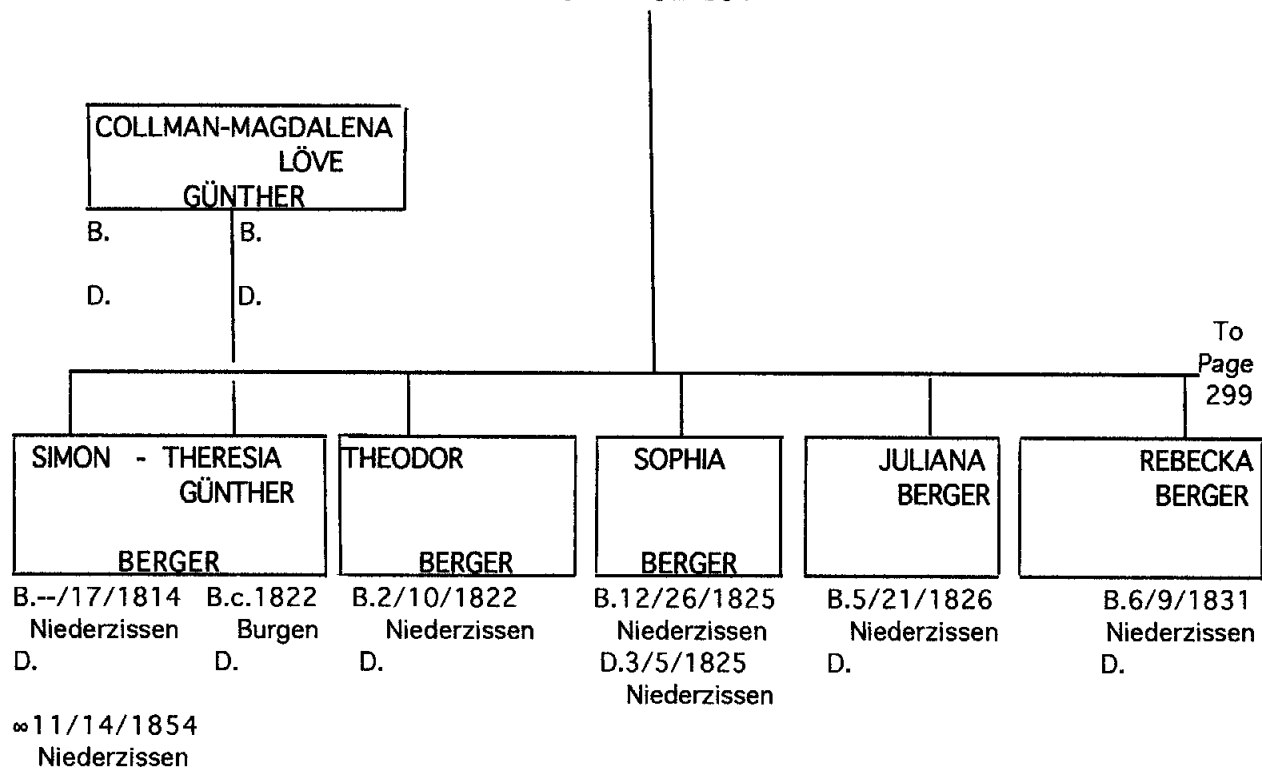 COLLMAN-MAGDALENA
LÖVE
GÜNTHER
B. B.
D. D.
To
Page
299
SIMON - THERESIA
GÜNTHER
BERGER
B.--/17/1814 B.c.1822
Niederzissen Burgen
D. D.
∞11/14/1854
Niederzissen
THEODOR
BERGER
B.2/10/1822
Niederzissen
D.
SOPHIA
BERGER
B.12/26/1825
Niederzissen
D.3/5/1825
Niederzissen
JULIANA
BERGER
B.5/21/1826
Niederzissen
D.
REBECKA
BERGER
B.6/9/1831
Niederzissen
D.